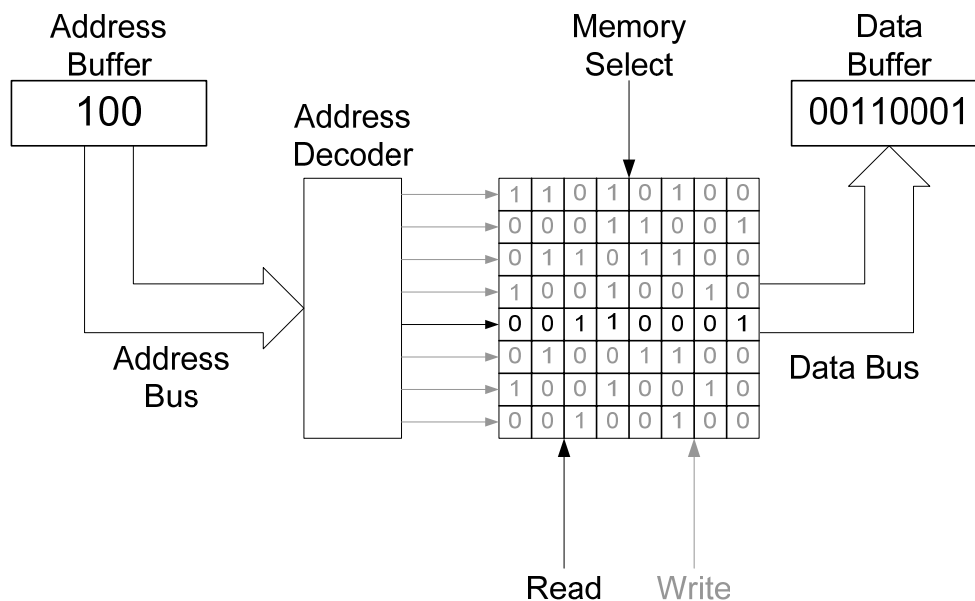 Address
Buffer
100
Memory
Select
Data
Buffer
00110001
Address
Decoder
1 1 0 1 0 1 0 0
0 0 0 1 1 0 0 1
0 1 1 0 1 1 0 0
1 0 0 1 0 0 1 0
0 0 1 1 0 0 0 1
0 1 0 0 1 1 0 0
1 0 0 1 0 0 1 0
0 0 1 0 0 1 0 0
Address
Bus
Data Bus
Read
Write